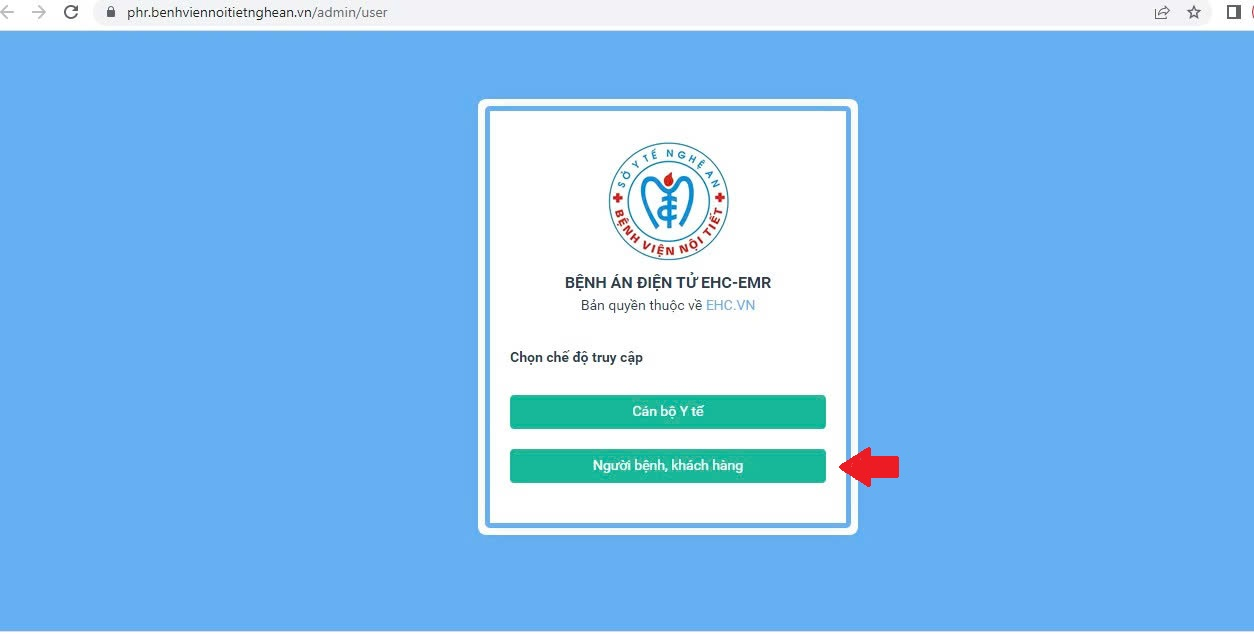 phr.benhviennoitietnghean.vn/admin/user
SỞ Y TẾ NGHỆ AN
BỆNH VIỆN NỘI TIẾT
BỆNH ÁN ĐIỆN TỬ EHC-EMR
Bản quyền thuộc về EHC.VN
Chọn chế độ truy cập
Cán bộ Y tế
Người bệnh, khách hàng